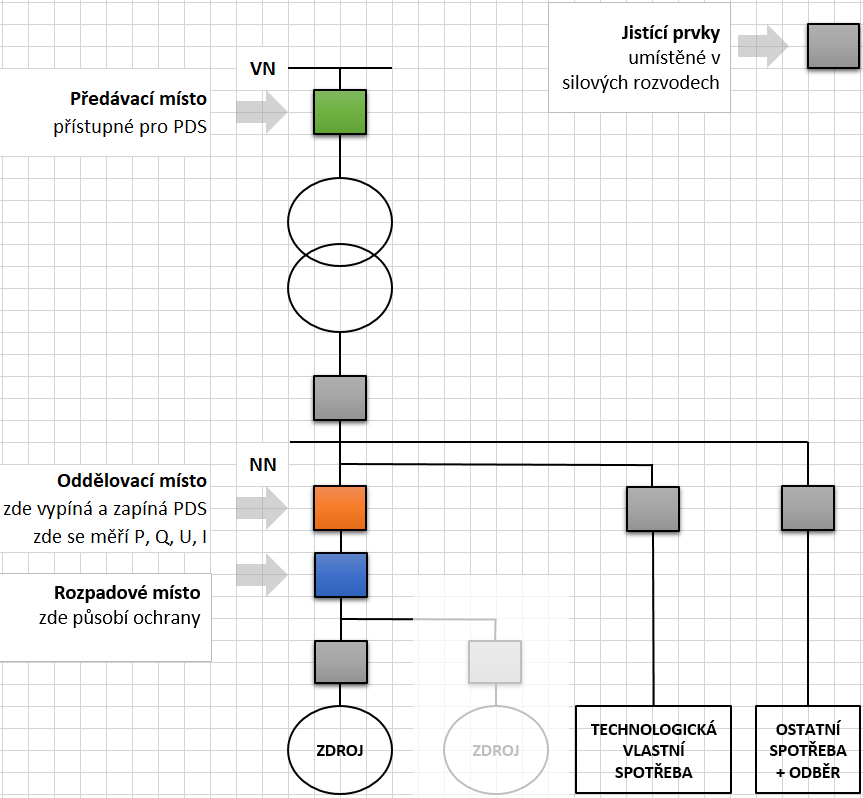 Jistící prvky
umístěné v
silových rozvodech
VN
Předávací místo
přístupné pro PDS
NN
Oddělovací místo
zde vypíná a zapíná PDS
zde se měří P, Q, U, I
Rozpadové místo
zde působí ochrany
ZDROJ
ZDROJ
TECHNOLOGICKÁ
VLASTNÍ
SPOTŘEBA
OSTATNÍ
SPOTŘEBA
+ ODBĚR